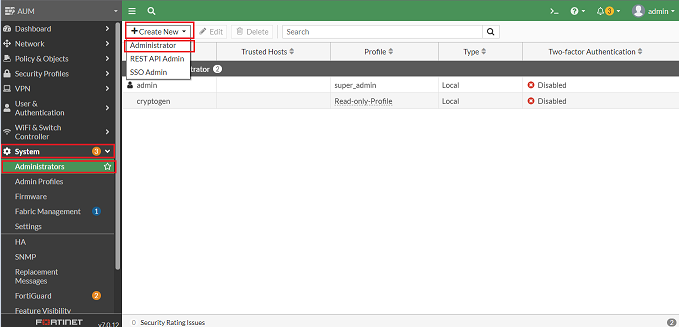 AUM
admin
Dashboard
Network
Policy & Objects
Security Profiles
VPN
User &
Authentication
WiFi & Switch
Controller
System 3
Administrators
Admin Profiles
Firmware
Fabric Management 1
Settings
HA
SNMP
Replacement
Messages
FortiGuard 2
Feature Visibility
FORTINET v7.0.12
3
+Create New Edit Delete Search
Administrator
REST API Admin
SSO Admin
Trusted Hosts Profile Type Two-factor Authentication
trator 2
admin super_admin Local Disabled
cryptogen Read-only-Profile Local Disabled
0 Security Rating Issues 2